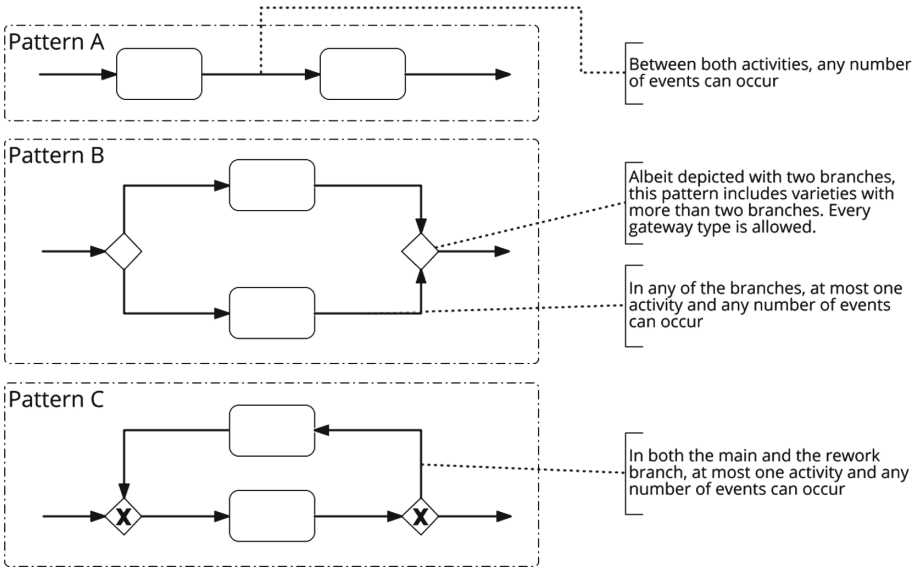 Pattern A
Between both activities, any number
of events can occur
Pattern B
Albeit depicted with two branches,
this pattern includes varieties with
more than two branches. Every
gateway type is allowed.
In any of the branches, at most one
activity and any number of events
can occur
Pattern C
In both the main and the rework
branch, at most one activity and any
number of events can occur
X
X